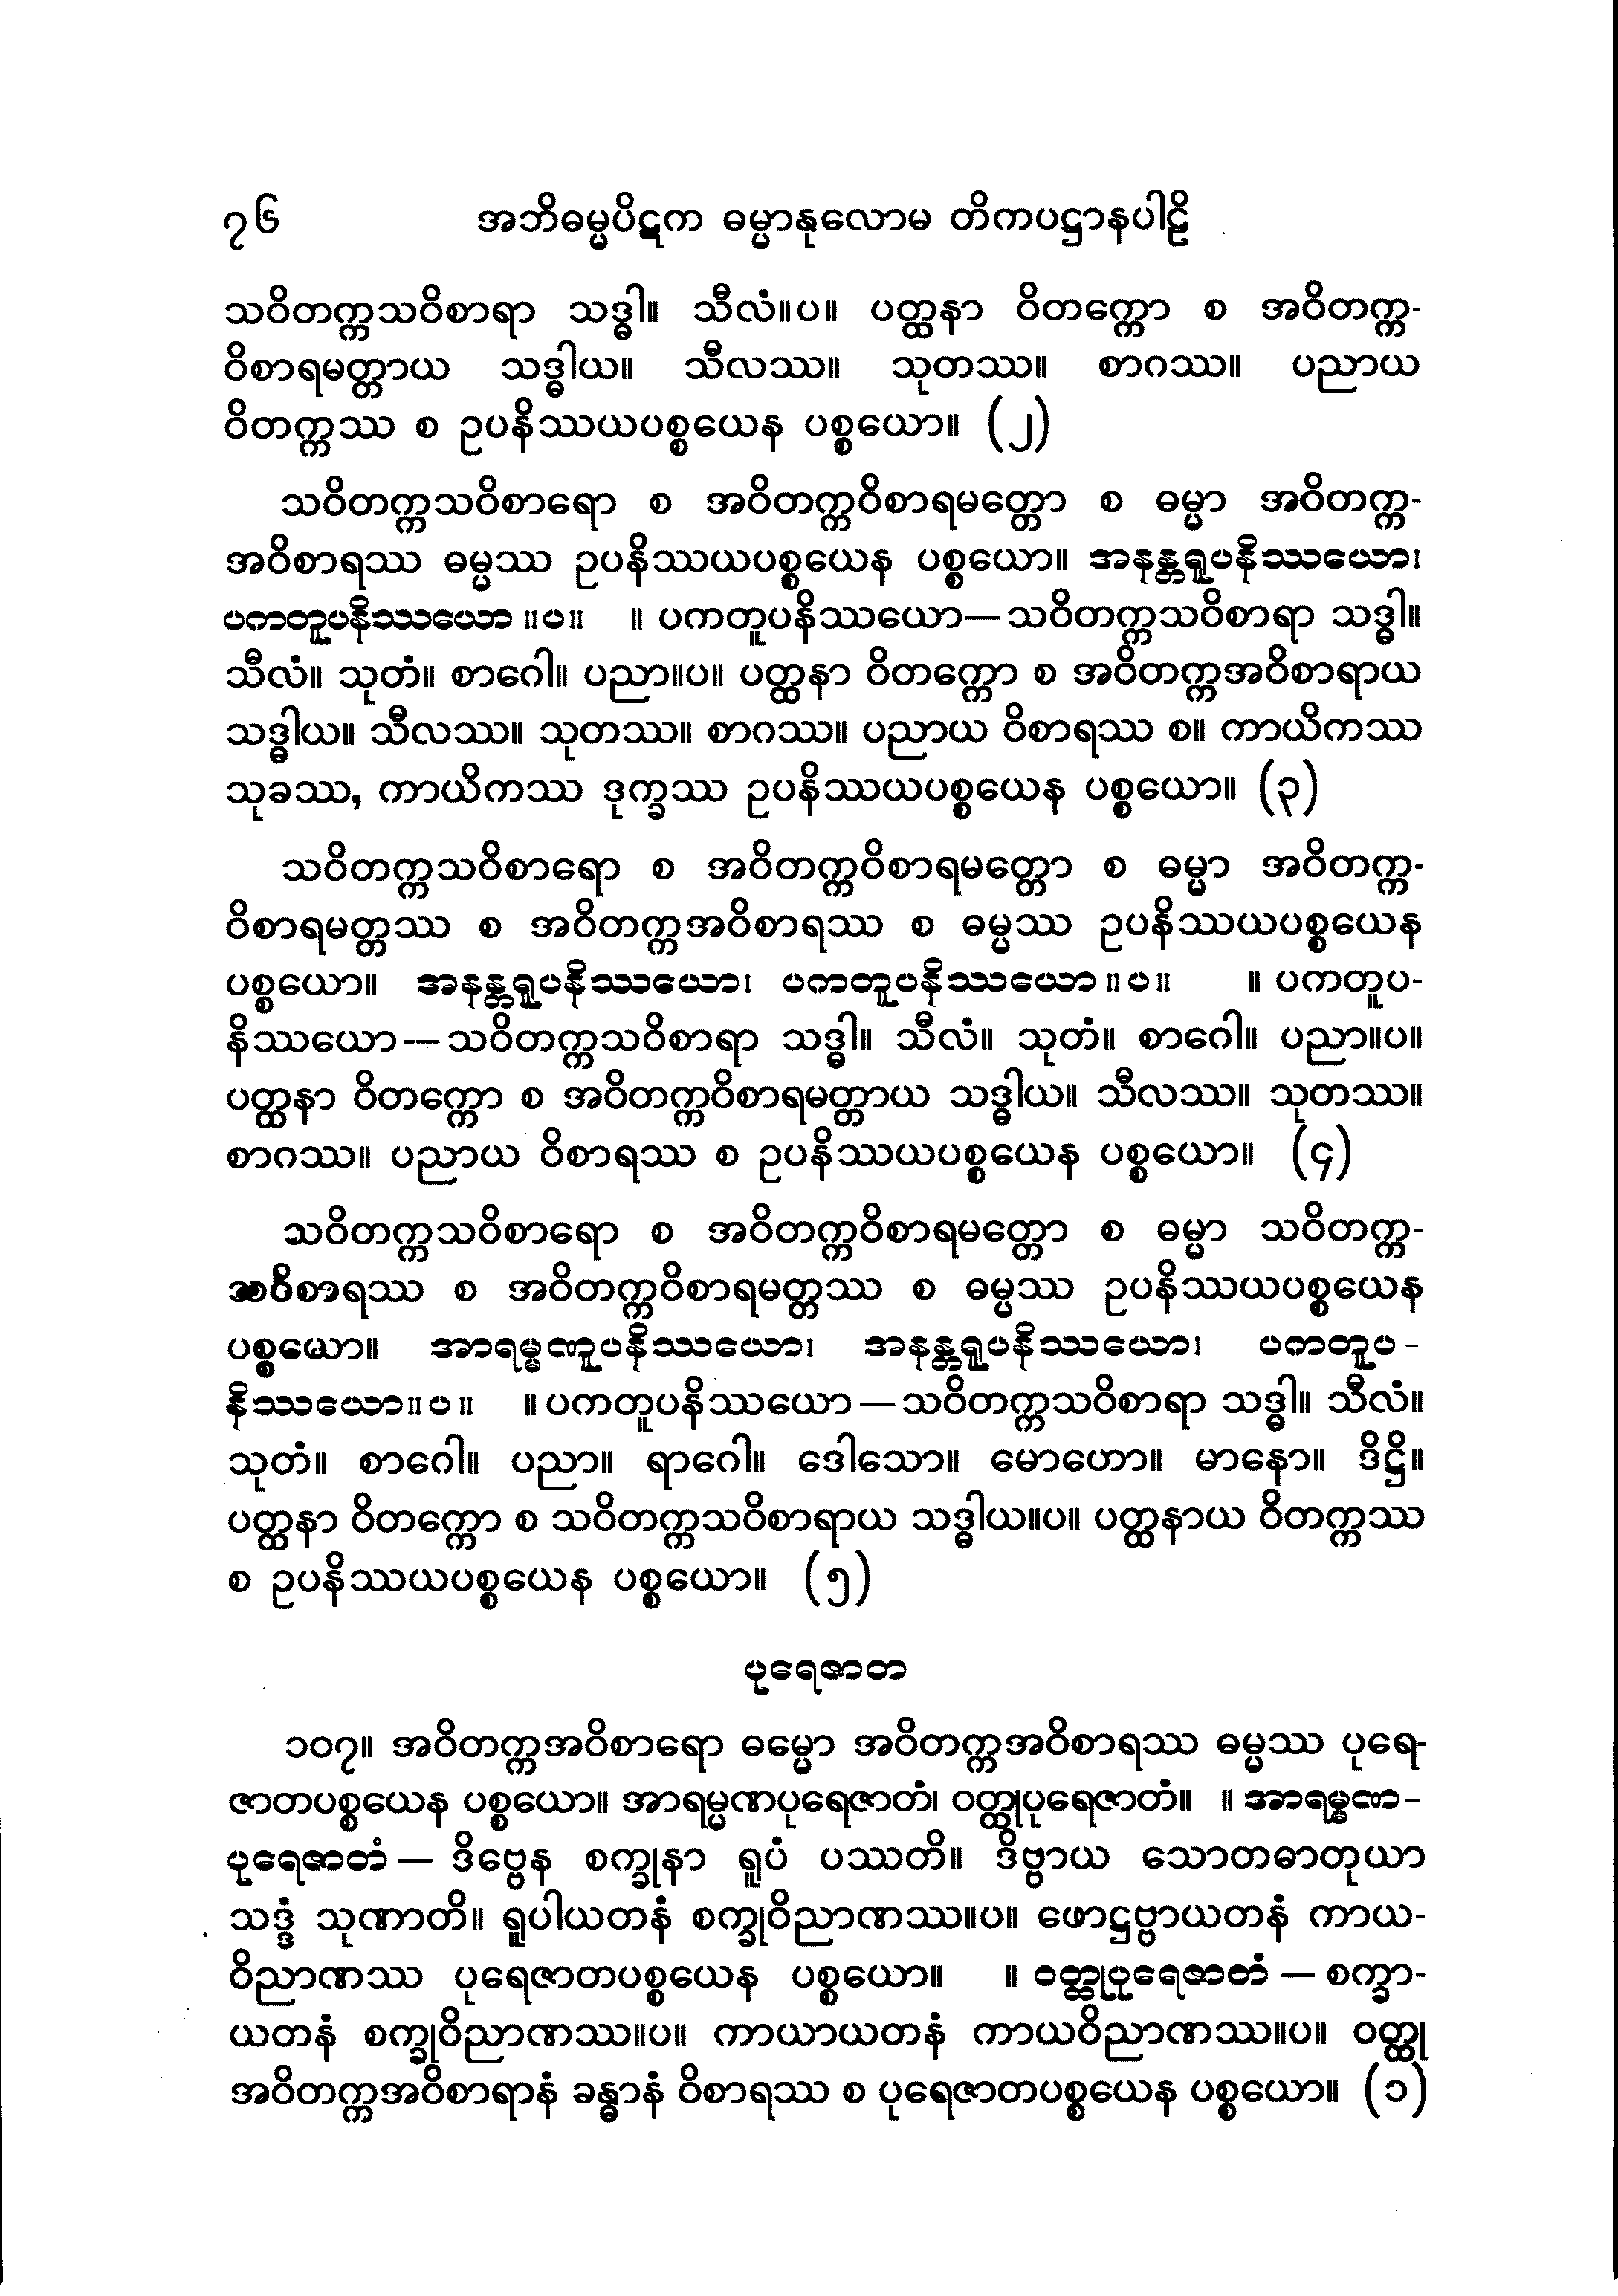 ၇၆ အဘိဓမ္မပိဋက ဓမ္မာနုလောမ တိကပဋ္ဌာနပါဠိ
သဝိတက္ကသဝိစာရာ သဒ္ဓါ။ သီလံ။ပ။ ပတ္ထနာ ဝိတက္ကော စ အဝိတက္က-
ဝိစာရမတ္တာယ သဒ္ဓါယ။ သီလဿ။ သုတဿ။ စာဂဿ။ ပညာယ
ဝိတက္ကဿ စ ဥပနိဿယပစ္စယေန ပစ္စယော။ (၂)
သဝိတက္ကသဝိစာရော စ အဝိတက္ကဝိစာရမတ္တော စ ဓမ္မာ အဝိတက္က-
အဝိစာရဿ ဓမ္မဿ ဥပနိဿယပစ္စယေန ပစ္စယော။ အနန္တရူပနိဿယော၊
ပကတူပနိဿယော ။ပ။ ။ ပကတူပနိဿယော—သဝိတက္ကသဝိစာရာ သဒ္ဓါ။
သီလံ။ သုတံ။ စာဂေါ။ ပညာ။ပ။ ပတ္ထနာ ဝိတက္ကော စ အဝိတက္ကအဝိစာရာယ
သဒ္ဓါယ။ သီလဿ။ သုတဿ။ စာဂဿ။ ပညာယ ဝိစာရဿ စ။ ကာယိကဿ
သုခဿ, ကာယိကဿ ဒုက္ခဿ ဥပနိဿယပစ္စယေန ပစ္စယော။ (၃)
သဝိတက္ကသဝိစာရော စ အဝိတက္ကဝိစာရမတ္တော စ ဓမ္မာ အဝိတက္က-
ဝိစာရမတ္တဿ စ အဝိတက္ကအဝိစာရဿ စ ဓမ္မဿ ဥပနိဿယပစ္စယေန
ပစ္စယော။ အနန္တရူပနိဿယော၊ ပကတူပနိဿယော ။ပ။ ။ ပကတူပ-
နိဿယော—သဝိတက္ကသဝိစာရာ သဒ္ဓါ။ သီလံ။ သုတံ။ စာဂေါ။ ပညာ။ပ။
ပတ္ထနာ ဝိတက္ကော စ အဝိတက္ကဝိစာရမတ္တာယ သဒ္ဓါယ။ သီလဿ။ သုတဿ။
စာဂဿ။ ပညာယ ဝိစာရဿ စ ဥပနိဿယပစ္စယေန ပစ္စယော။ (၄)
သဝိတက္ကသဝိစာရော စ အဝိတက္ကဝိစာရမတ္တော စ ဓမ္မာ သဝိတက္က-
သဝိစာရဿ စ အဝိတက္ကဝိစာရမတ္တဿ စ ဓမ္မဿ ဥပနိဿယပစ္စယေန
ပစ္စယော။ အာရမ္မဏူပနိဿယော၊ အနန္တရူပနိဿယော၊ ပကတူပ-
နိဿယော။ပ။ ။ ပကတူပနိဿယော—သဝိတက္ကသဝိစာရာ သဒ္ဓါ။ သီလံ။
သုတံ။ စာဂေါ။ ပညာ။ ရာဂေါ။ ဒေါသော။ မောဟော။ မာနော။ ဒိဋ္ဌိ။
ပတ္ထနာ ဝိတက္ကော စ သဝိတက္ကသဝိစာရာယ သဒ္ဓါယ။ပ။ ပတ္ထနာယ ဝိတက္ကဿ
စ ဥပနိဿယပစ္စယေန ပစ္စယော။ (၅)
ပုရေဇာတ
၁၀၇။ အဝိတက္ကအဝိစာရော ဓမ္မော အဝိတက္ကအဝိစာရဿ ဓမ္မဿ ပုရေ-
ဇာတပစ္စယေန ပစ္စယော။ အာရမ္မဏပုရေဇာတံ၊ ဝတ္ထုပုရေဇာတံ။ ။ အာရမ္မဏ-
ပုရေဇာတံ— ဒိဗ္ဗေန စက္ခုနာ ရူပံ ပဿတိ။ ဒိဗ္ဗာယ သောတဓာတုယာ
သဒ္ဒံ သုဏာတိ။ ရူပါယတနံ စက္ခုဝိညာဏဿ။ပ။ ဖောဋ္ဌဗ္ဗာယတနံ ကာယ-
ဝိညာဏဿ ပုရေဇာတပစ္စယေန ပစ္စယော။ ။ ဝတ္ထုပုရေဇာတံ — စက္ခာ-
ယတနံ စက္ခုဝိညာဏဿ။ပ။ ကာယာယတနံ ကာယဝိညာဏဿ။ပ။ ဝတ္ထု
အဝိတက္ကအဝိစာရာနံ ခန္ဓာနံ ဝိစာရဿ စ ပုရေဇာတပစ္စယေန ပစ္စယော။ (၁)